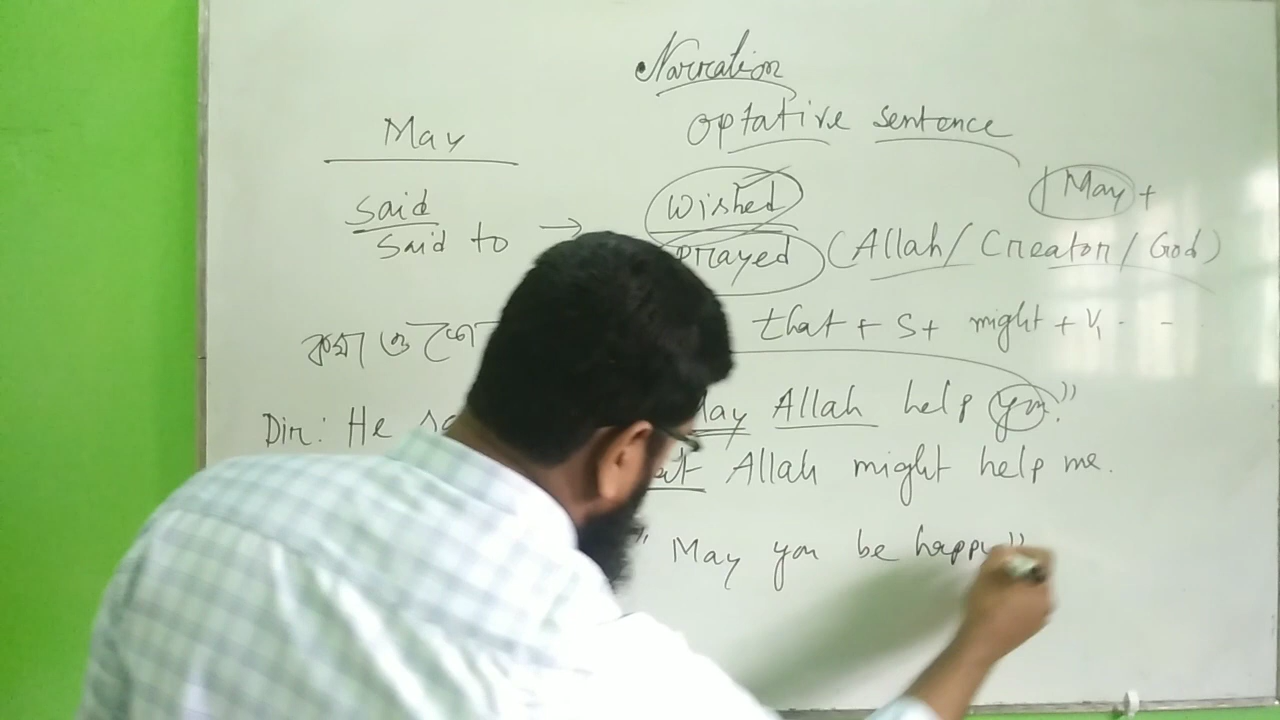 Narration
May
optative sentence
said
said to →
wished
prayed
May +
(Allah/Creator/God)
that + S + might + V₁ - -
Dir: He
Allah help you."
Allah might help me.
" May you be happy"